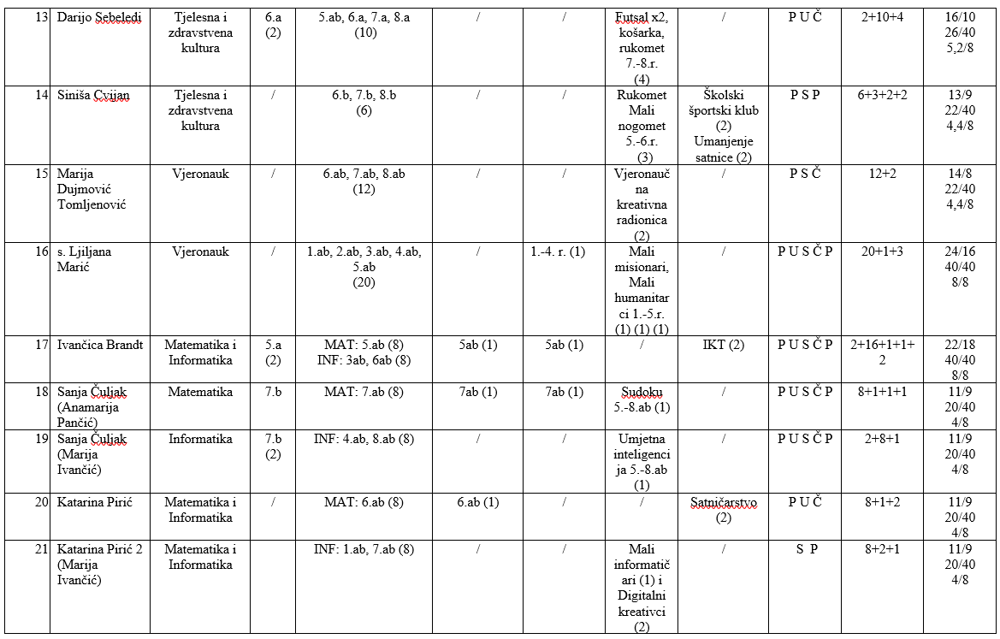 13 Darijo Sebeledi Tjelesna i 6.a 5.ab, 6.a, 7.a, 8.a / / Futsal x2, / P U Č 2+10+4 16/10
zdravstvena (2) (10) košarka, 26/40
kultura rukomet 5,2/8
7.-8.r.
(4)
14 Siniša Cvijan Tjelesna i / 6.b, 7.b, 8.b / / Rukomet Školski P S P 6+3+2+2 13/9
zdravstvena (6) Mali športski klub 22/40
kultura nogomet (2) 4,4/8
5.-6.r. Umanjenje
(3) satnice (2)
15 Marija Vjeronauk / 6.ab, 7.ab, 8.ab / / Vjeronauč / P S Č 12+2 14/8
Dujmović (12) na 22/40
Tomljenović kreativna 4,4/8
radionica
(2)
16 s. Ljiljana Vjeronauk / 1.ab, 2.ab, 3.ab, 4.ab, / 1.-4. r. (1) Mali / P U S Č P 20+1+3 24/16
Marić 5.ab misionari, 40/40
(20) Mali 8/8
humanitar
ci 1.-5.r.
(1) (1) (1)
17 Ivančica Brandt Matematika i 5.a MAT: 5.ab (8) 5ab (1) 5ab (1) / IKT (2) P U S Č P 2+16+1+1+ 22/18
Informatika (2) INF: 3ab, 6ab (8) 2 40/40
8/8
18 Sanja Čuljak Matematika 7.b MAT: 7.ab (8) 7ab (1) 7ab (1) Sudoku / P U S Č P 8+1+1+1 11/9
(Anamarija 5.-8.ab (1) 20/40
Pančić) 4/8
19 Sanja Čuljak Informatika 7.b INF: 4.ab, 8.ab (8) / / Umjetna / P U S Č P 2+8+1 11/9
(Marija (2) inteligenci 20/40
Ivančić) ja 5.-8.ab 4/8
(1)
20 Katarina Pirić Matematika i / MAT: 6.ab (8) 6.ab (1) / / Satničarstvo P U Č 8+1+2 11/9
Informatika (2) 20/40
4/8
21 Katarina Pirić 2 Matematika i INF: 1.ab, 7.ab (8) / / Mali / S P 8+2+1 11/9
(Marija Informatika informatič 20/40
Ivančić) ari (1) i 4/8
Digitalni
kreativci
(2)